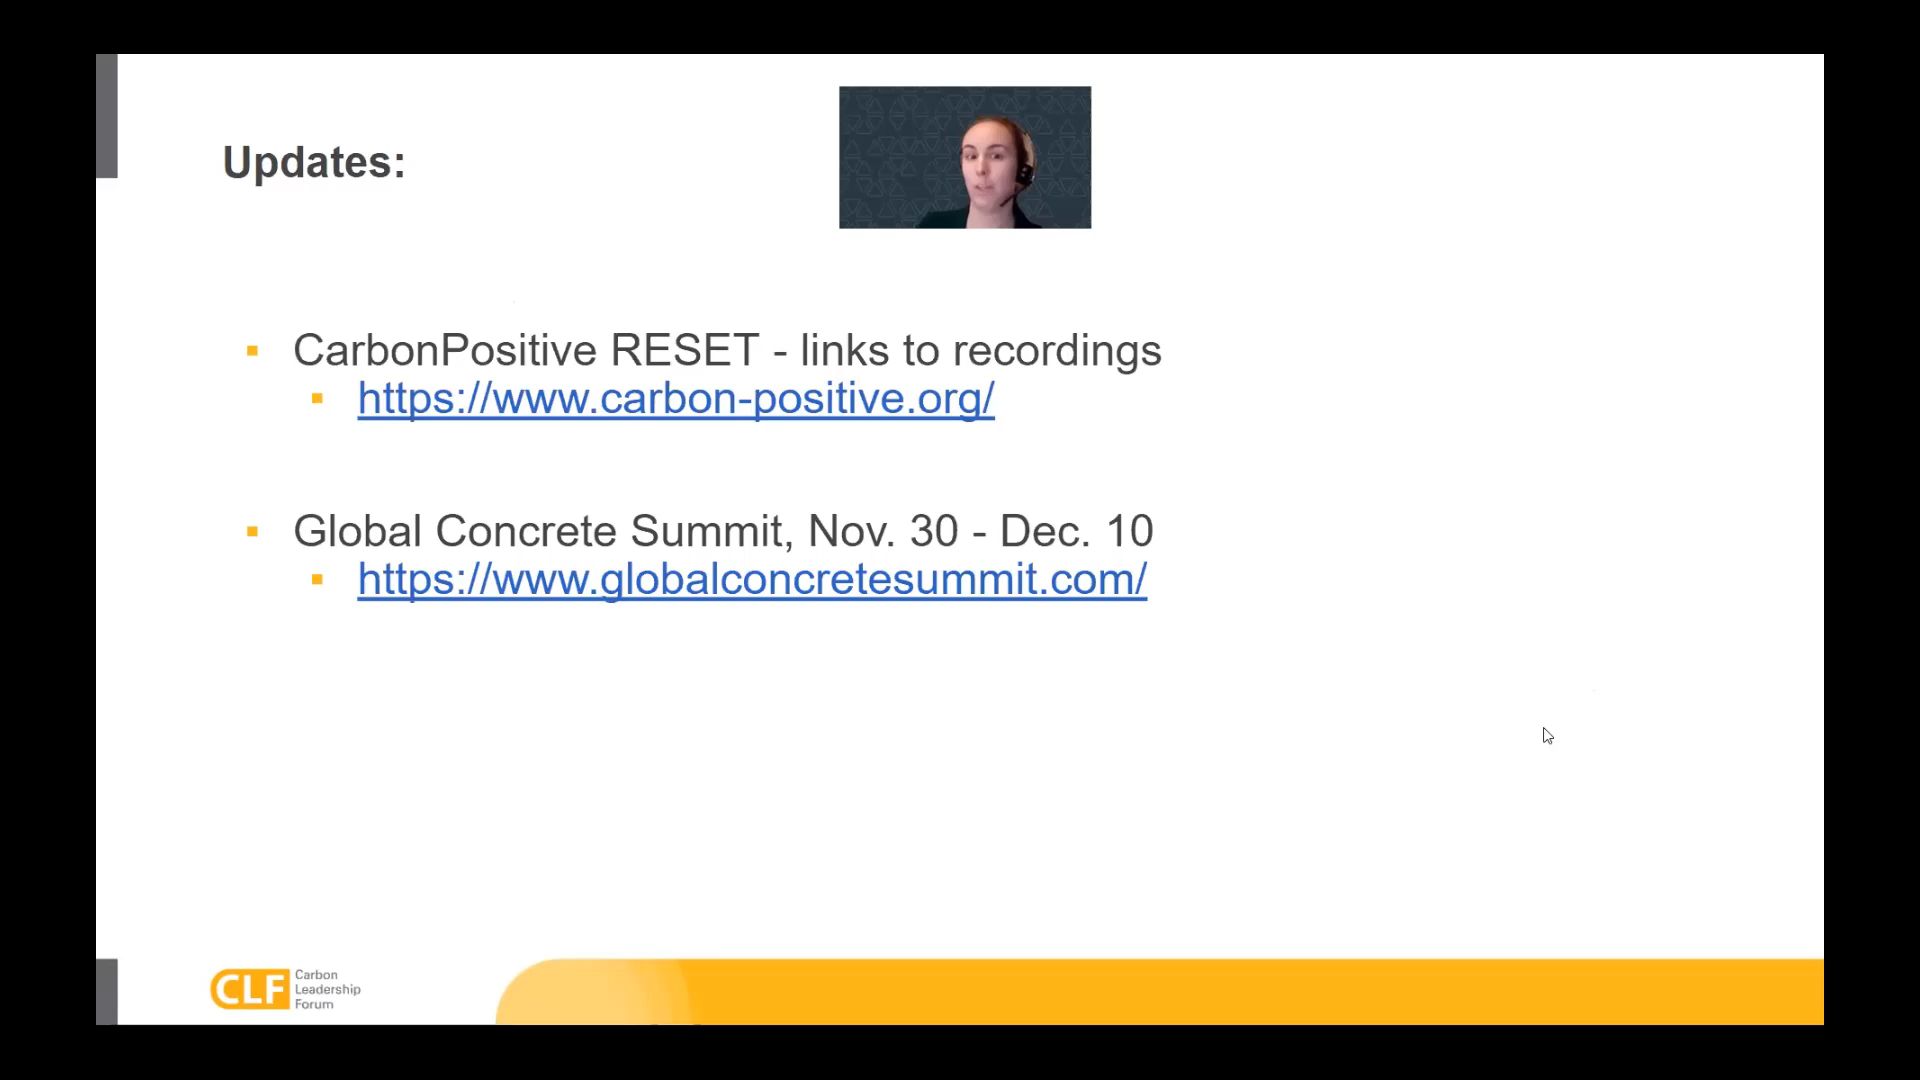 Updates:
CarbonPositive RESET - links to recordings
https://www.carbon-positive.org/
Global Concrete Summit, Nov. 30 - Dec. 10
https://www.globalconcretesummit.com/
CLF
Carbon
Leadership
Forum